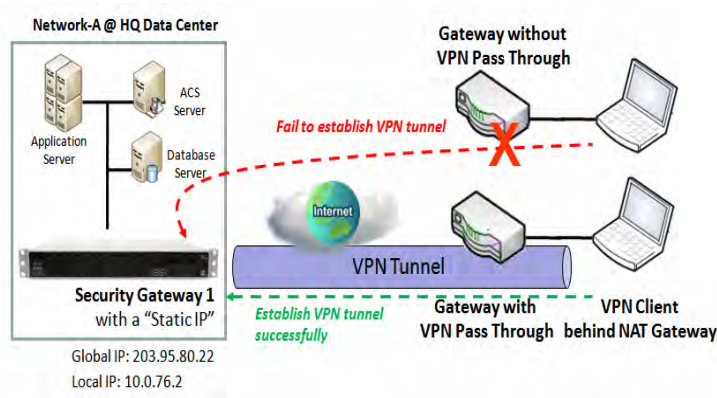 Network-A @ HQ Data Center
Gateway without
VPN Pass Through
ACS
Server
Application
Server
Database
Server
Fail to establish VPN tunnel
Internet
VPN Tunnel
Security Gateway 1
with a “Static IP”
Establish VPN tunnel
successfully
Gateway with
VPN Pass Through
VPN Client
behind NAT Gateway
Global IP: 203.95.80.22
Local IP: 10.0.76.2